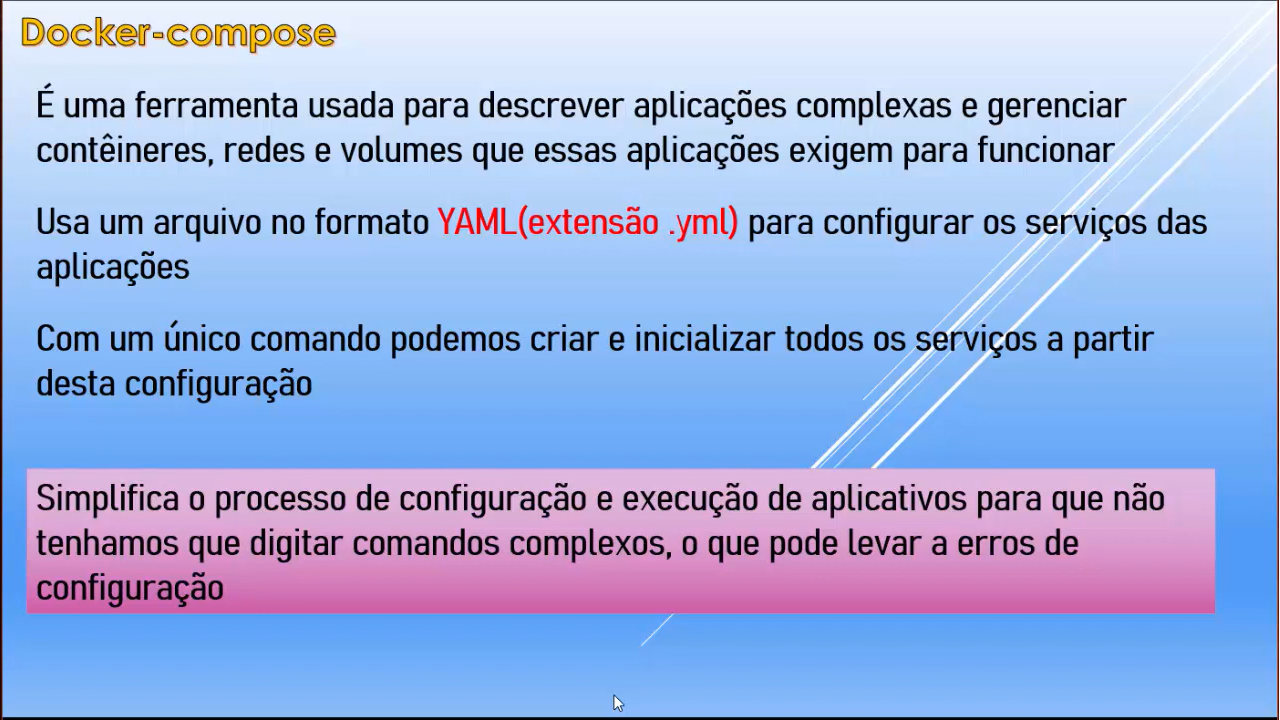 Docker-compose
É uma ferramenta usada para descrever aplicações complexas e gerenciar
contêineres, redes e volumes que essas aplicações exigem para funcionar
Usa um arquivo no formato YAML(extensão .yml) para configurar os serviços das
aplicações
Com um único comando podemos criar e inicializar todos os serviços a partir
desta configuração
Simplifica o processo de configuração e execução de aplicativos para que não
tenhamos que digitar comandos complexos, o que pode levar a erros de
configuração